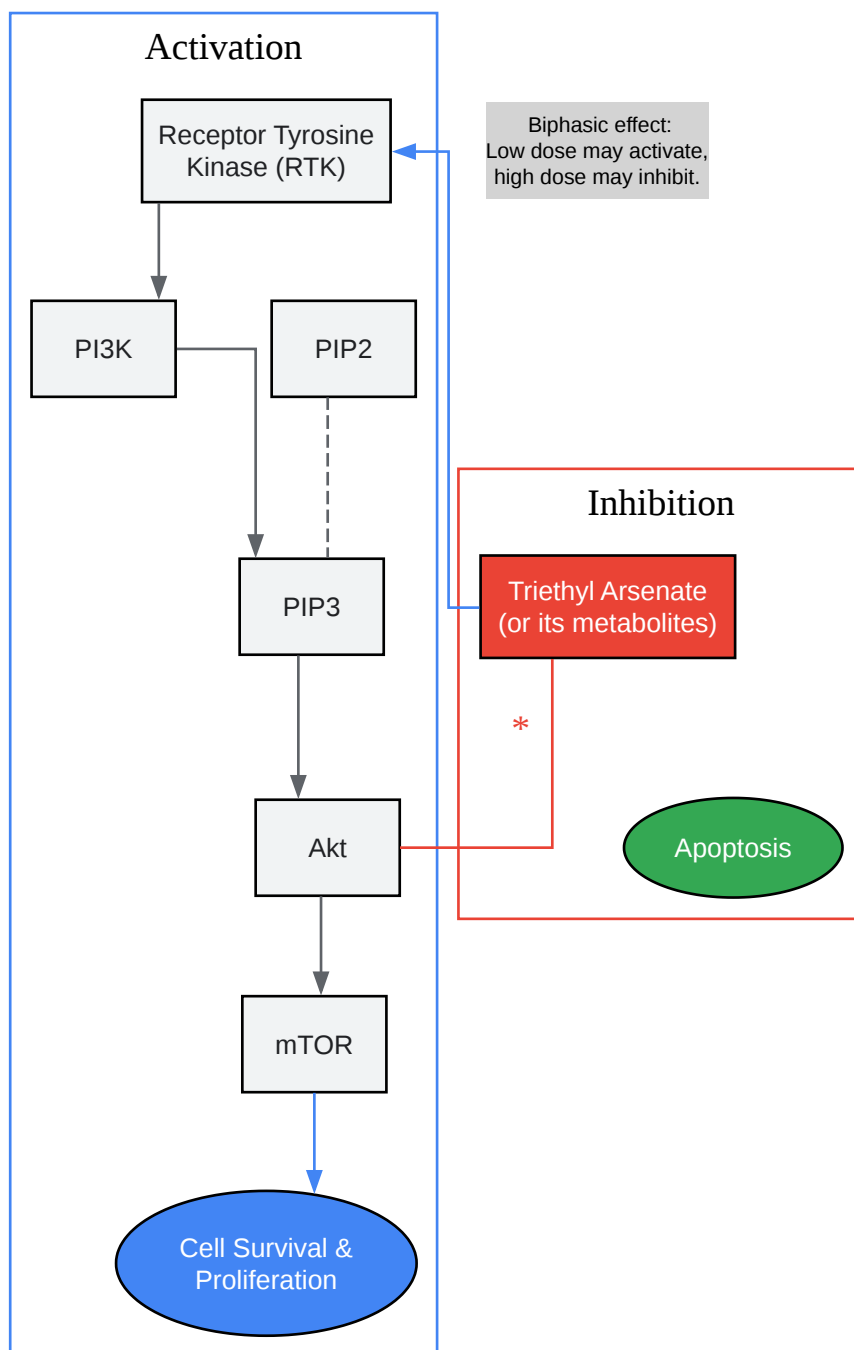 Activation
Receptor Tyrosine
Kinase (RTK)
Biphasic effect:
Low dose may activate,
high dose may inhibit.
PI3K
PIP2
Inhibition
PIP3
Triethyl Arsenate
(or its metabolites)
*
Akt
Apoptosis
mTOR
Cell Survival &
Proliferation